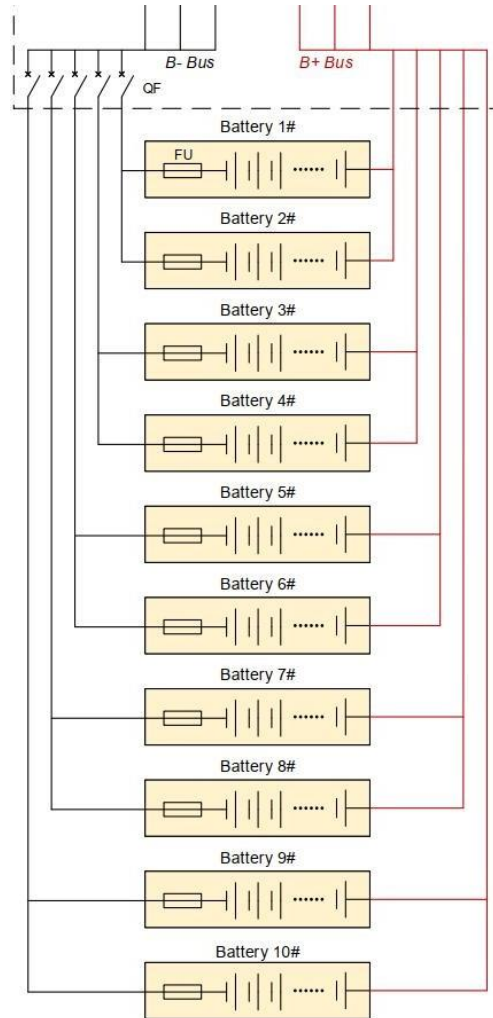 B- Bus
B+ Bus
QF
Battery 1#
FU
Battery 2#
Battery 3#
Battery 4#
Battery 5#
Battery 6#
Battery 7#
Battery 8#
Battery 9#
Battery 10#